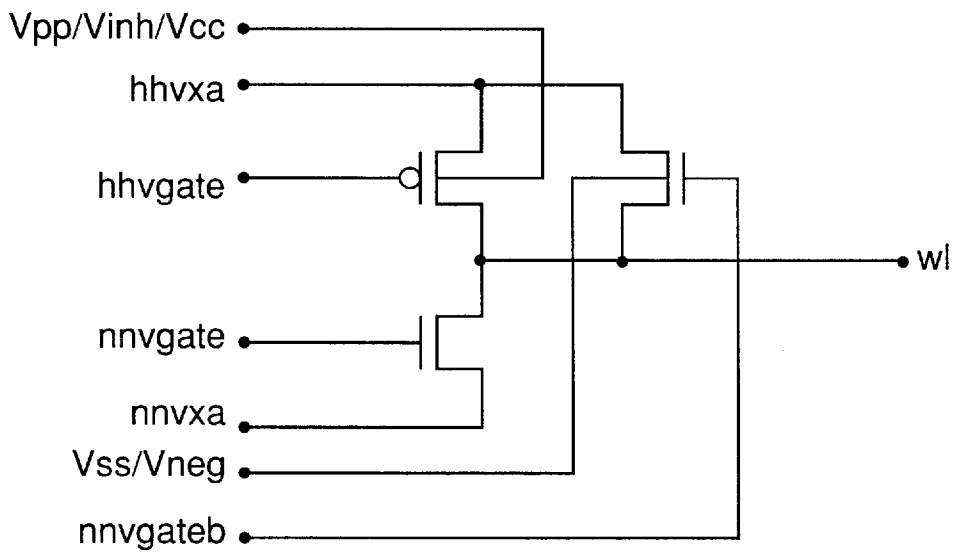 Vpp/Vinh/Vcc
hhvxa
hhvgate
wl
nnvgate
nnvxa
Vss/Vneg
nnvgateb